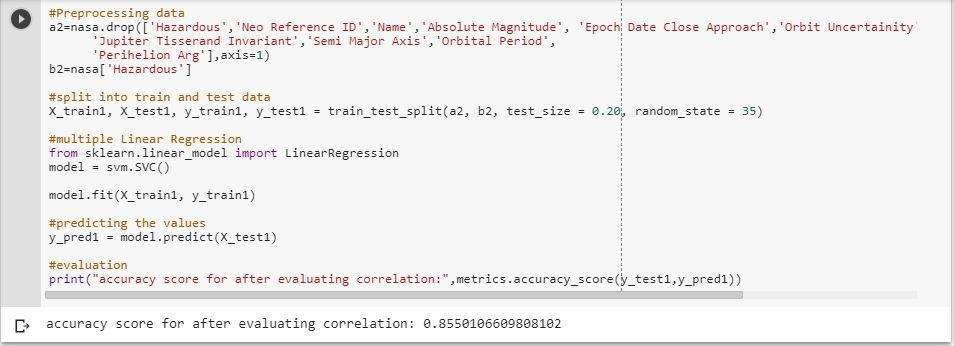 #Preprocessing data
a2=nasa.drop(['Hazardous','Neo Reference ID','Name','Absolute Magnitude', 'Epoch Date Close Approach','Orbit Uncertainity'
'Jupiter Tisserand Invariant','Semi Major Axis','Orbital Period',
'Perihelion Arg'],axis=1)
b2=nasa['Hazardous']
#split into train and test data
X_train1, X_test1, y_train1, y_test1 = train_test_split(a2, b2, test_size = 0.20, random_state = 35)
#multiple Linear Regression
from sklearn.linear_model import LinearRegression
model = svm.SVC()
model.fit(X_train1, y_train1)
#predicting the values
y_pred1 = model.predict(X_test1)
#evaluation
print("accuracy score for after evaluating correlation:",metrics.accuracy_score(y_test1,y_pred1))
accuracy score for after evaluating correlation: 0.8550106609808102